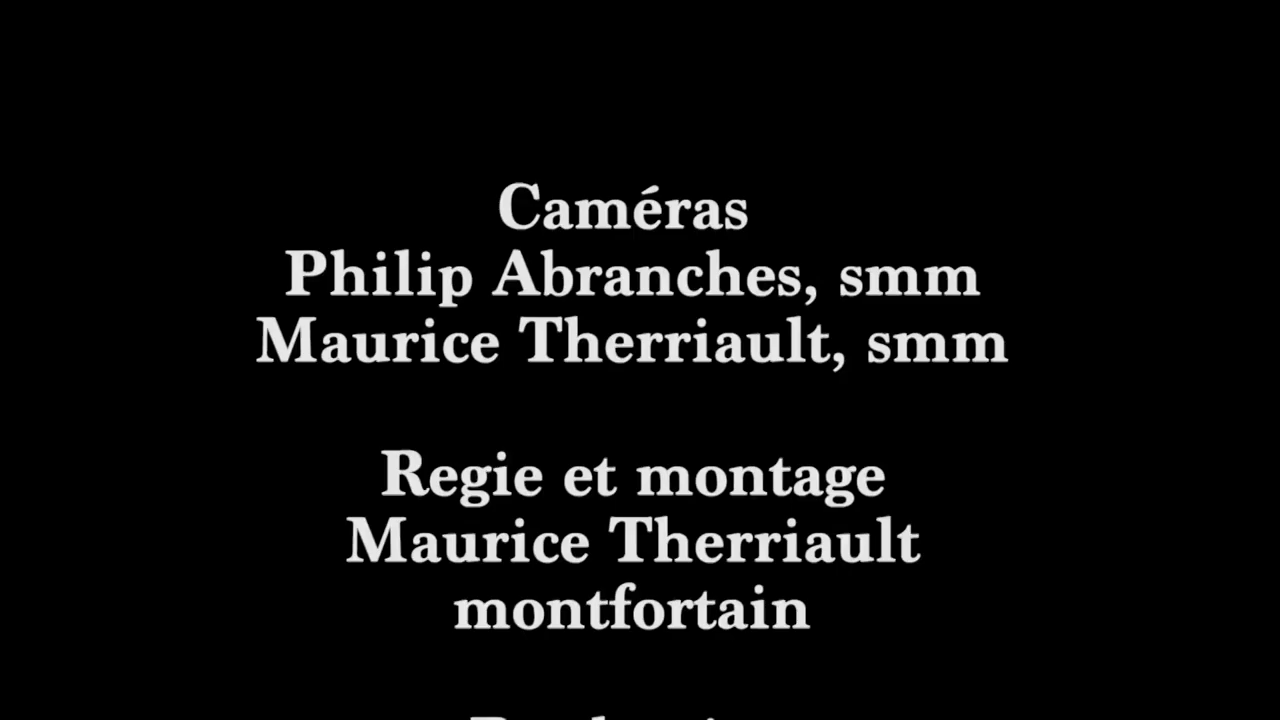 Caméras
Philip Abranches, smm
Maurice Therriault, smm
Regie et montage
Maurice Therriault
montfortain